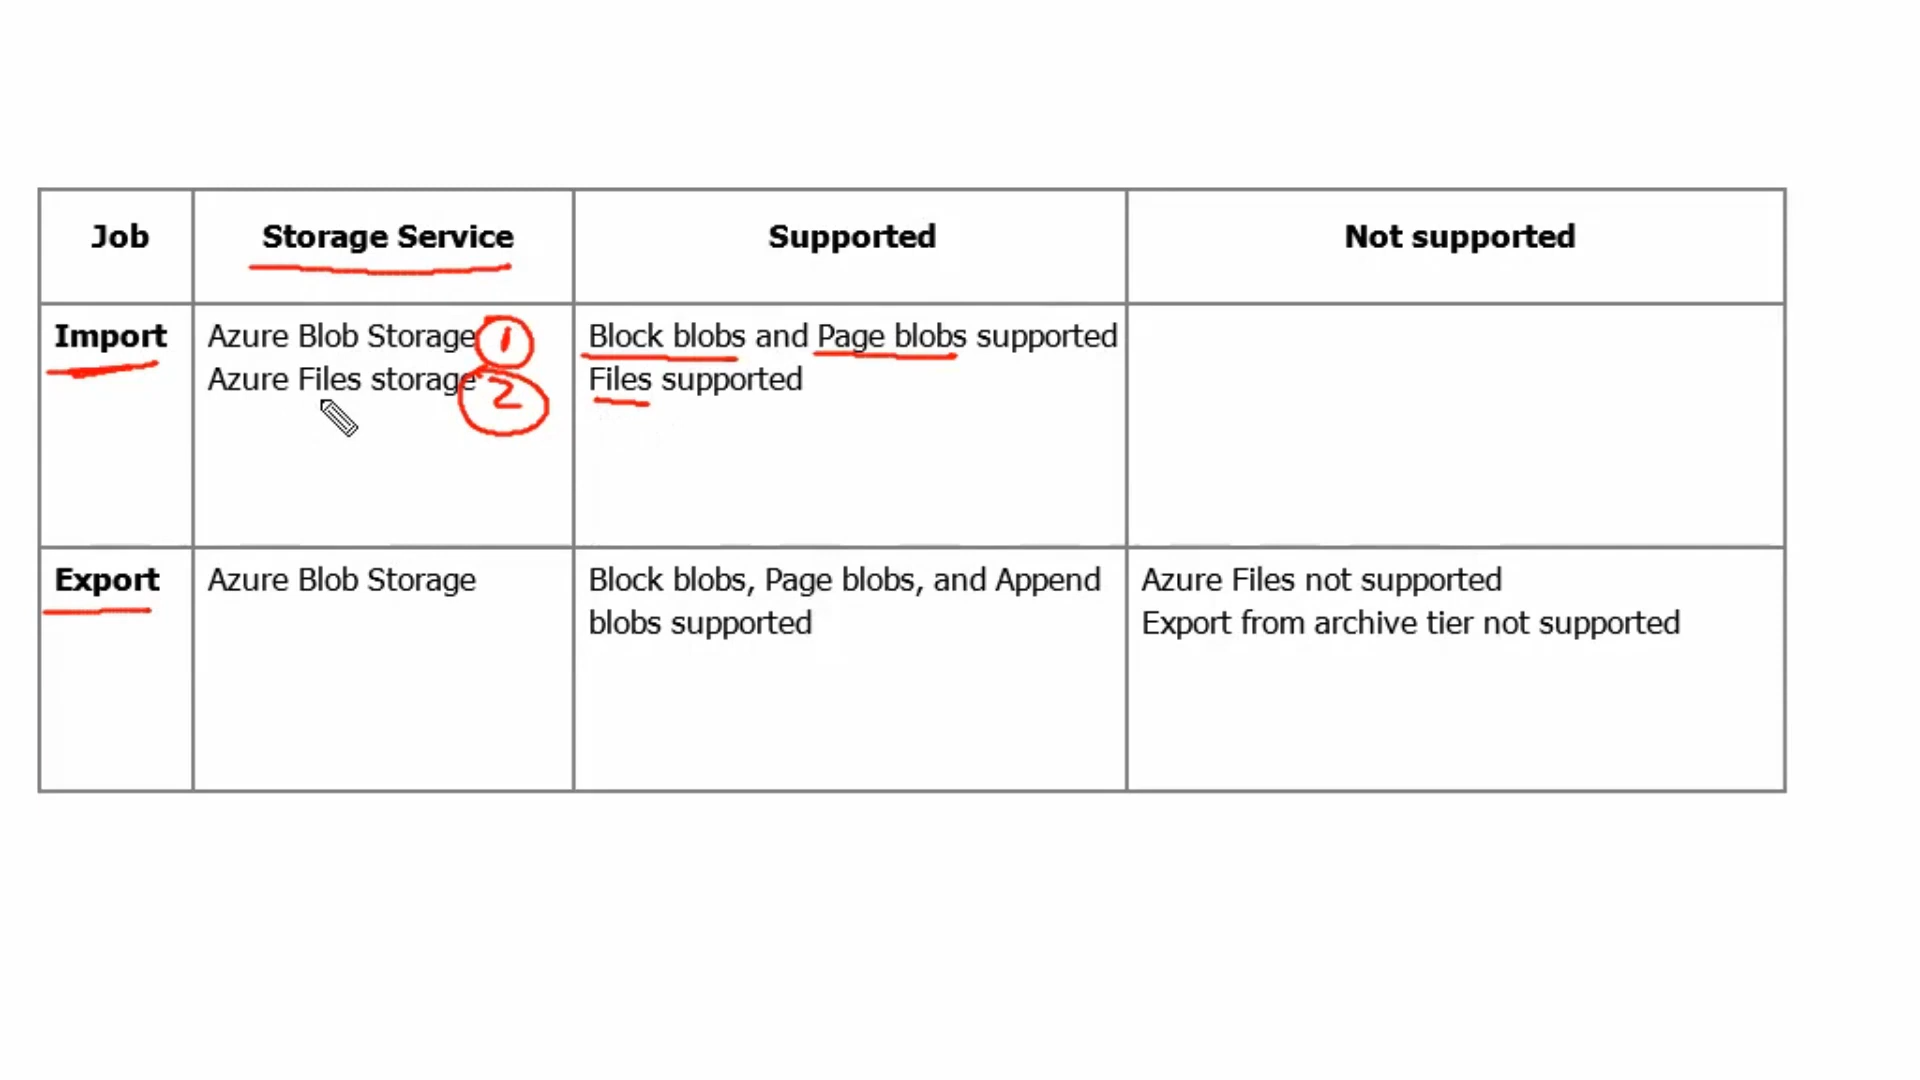 Job Storage Service Supported Not supported
Import Azure Blob Storage 1 Block blobs and Page blobs supported
Azure Files storage 2 Files supported
Export Azure Blob Storage Block blobs, Page blobs, and Append Azure Files not supported
blobs supported Export from archive tier not supported